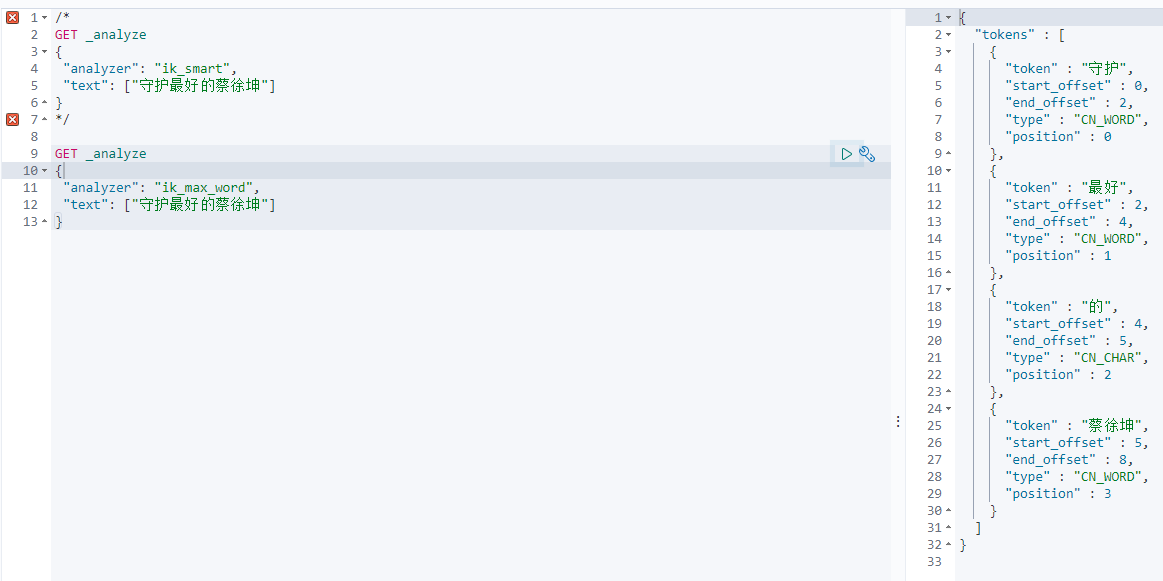 1 /*
2 GET _analyze
3 {
4 "analyzer": "ik_smart",
5 "text": ["守护最好的蔡徐坤"]
6 }
7 */
8
9 GET _analyze
10 {
11 "analyzer": "ik_max_word",
12 "text": ["守护最好的蔡徐坤"]
13 }
1 {
2 "tokens" : [
3 {
4 "token" : "守护",
5 "start_offset" : 0,
6 "end_offset" : 2,
7 "type" : "CN_WORD",
8 "position" : 0
9 },
10 {
11 "token" : "最好",
12 "start_offset" : 2,
13 "end_offset" : 4,
14 "type" : "CN_WORD",
15 "position" : 1
16 },
17 {
18 "token" : "的",
19 "start_offset" : 4,
20 "end_offset" : 5,
21 "type" : "CN_CHAR",
22 "position" : 2
23 },
24 {
25 "token" : "蔡徐坤",
26 "start_offset" : 5,
27 "end_offset" : 8,
28 "type" : "CN_WORD",
29 "position" : 3
30 }
31 ]
32 }
33